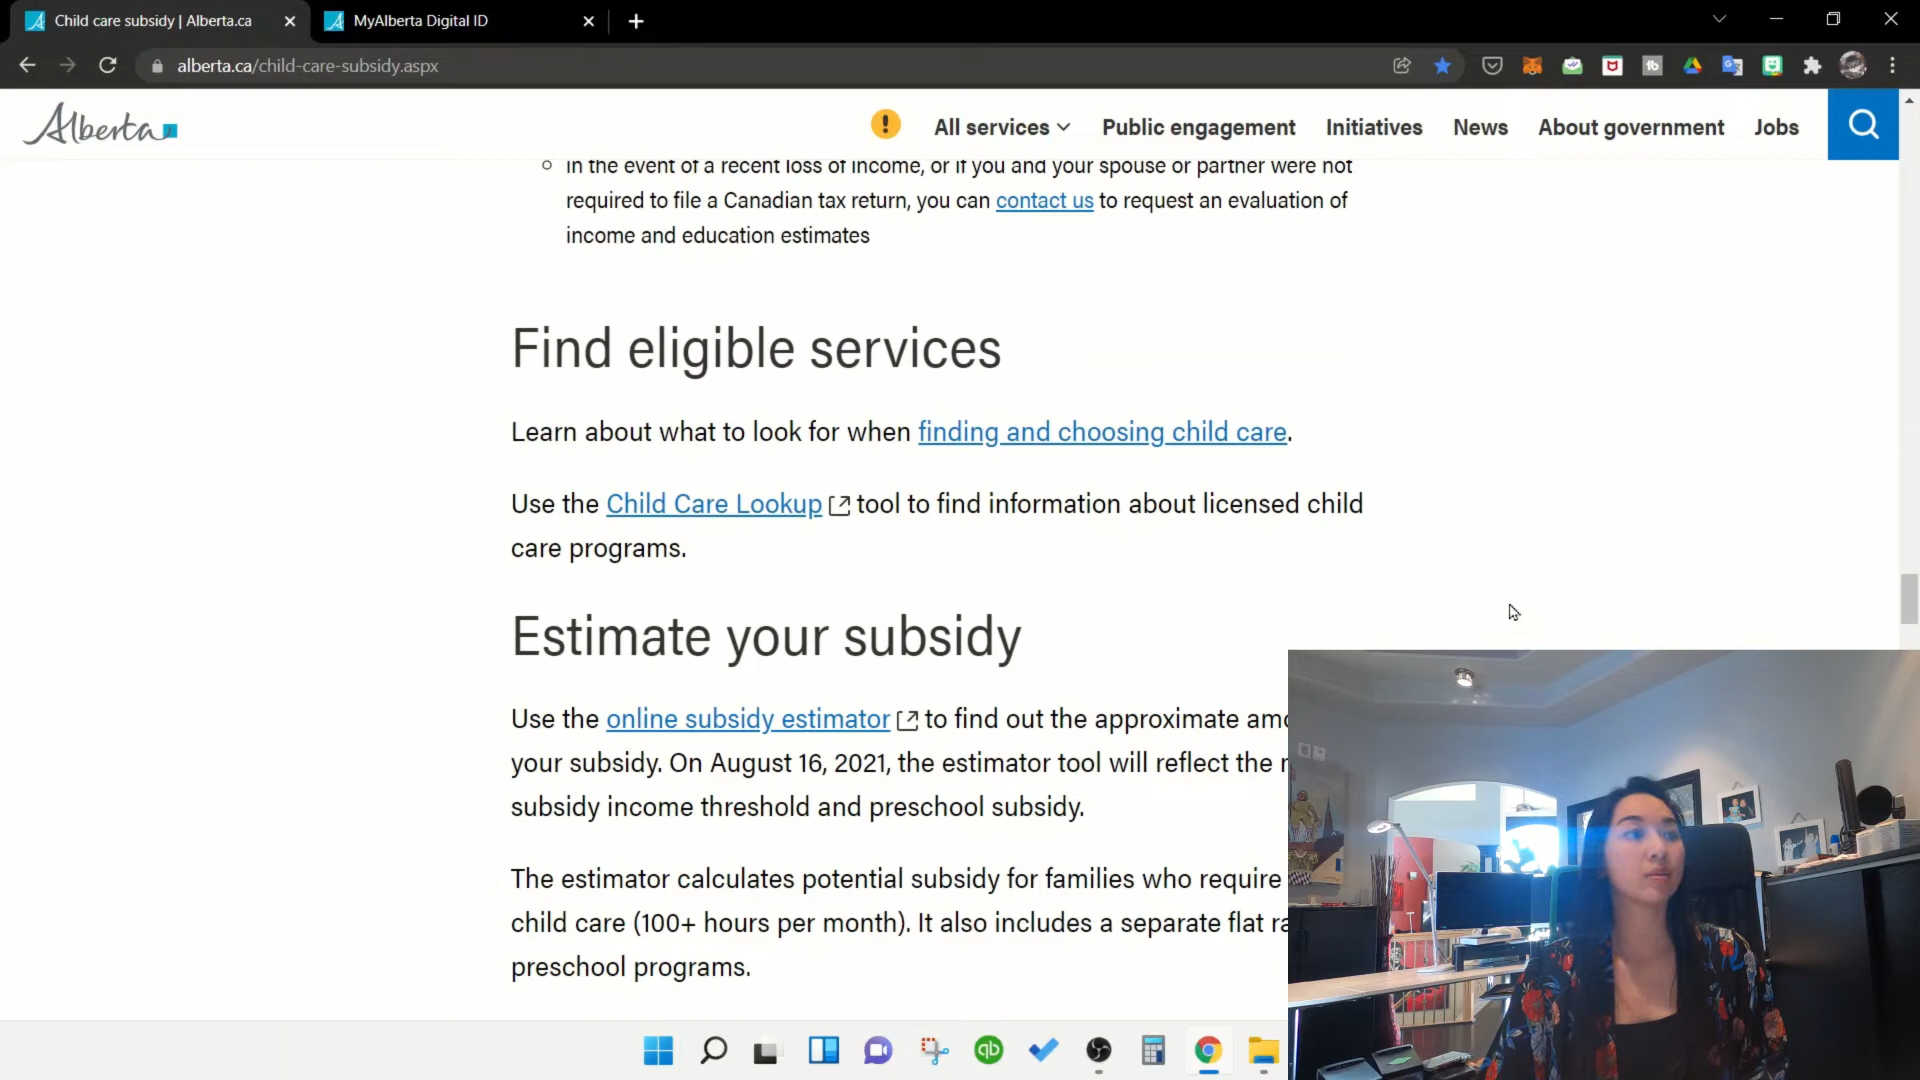 Child care subsidy | Alberta.ca
MyAlberta Digital ID
alberta.ca/child-care-subsidy.aspx
Alberta
All services
Public engagement
Initiatives
News
About government
Jobs
in the event of a recent loss of income, or if you and your spouse or partner were not
required to file a Canadian tax return, you can contact us to request an evaluation of
income and education estimates
Find eligible services
Learn about what to look for when finding and choosing child care.
Use the Child Care Lookup tool to find information about licensed child
care programs.
Estimate your subsidy
Use the online subsidy estimator to find out the approximate
your subsidy. On August 16, 2021, the estimator tool will reflect the
subsidy income threshold and preschool subsidy.
The estimator calculates potential subsidy for families who require
child care (100+ hours per month). It also includes a separate flat
preschool programs.